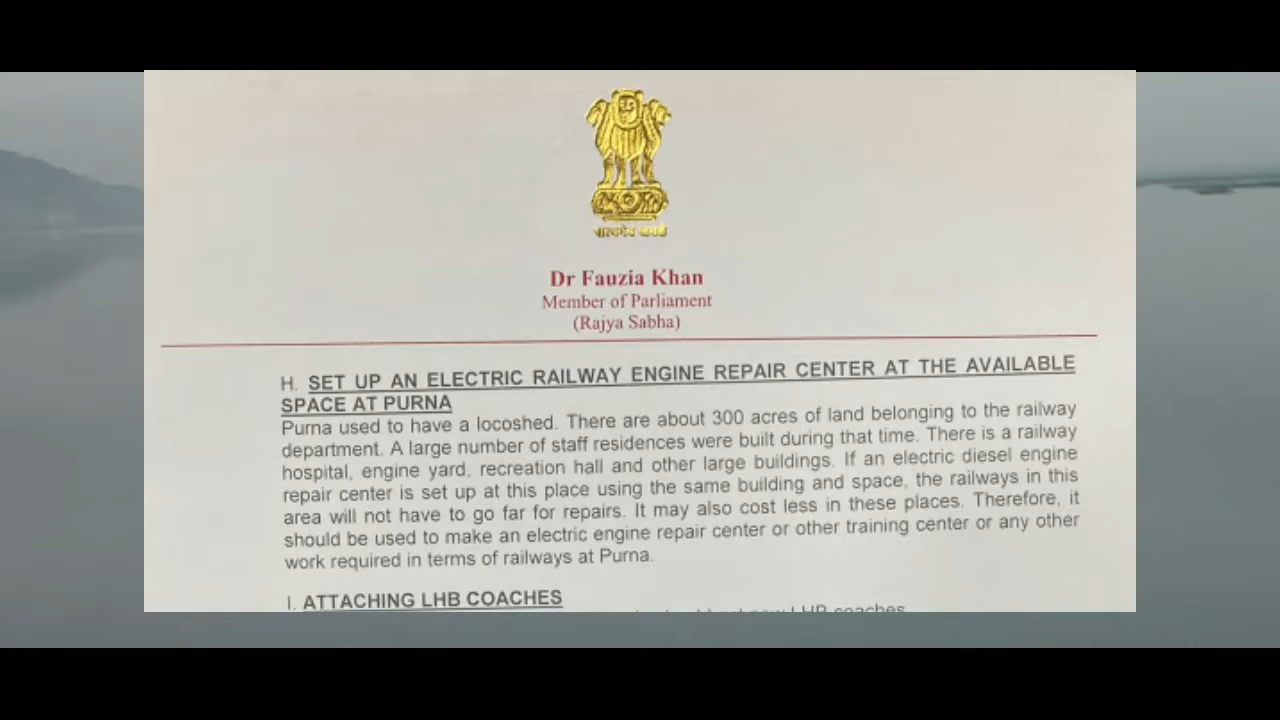 Dr Fauzia Khan
Member of Parliament
(Rajya Sabha)
H. SET UP AN ELECTRIC RAILWAY ENGINE REPAIR CENTER AT THE AVAILABLE
SPACE AT PURNA
Purna used to have a locoshed. There are about 300 acres of land belonging to the railway
department. A large number of staff residences were built during that time. There is a railway
hospital, engine yard, recreation hall and other large buildings. If an electric diesel engine
repair center is set up at this place using the same building and space, the railways in this
area will not have to go far for repairs. It may also cost less in these places. Therefore, it
should be used to make an electric engine repair center or other training center or any other
work required in terms of railways at Purna.
I. ATTACHING LHB COACHES
LHB coaches